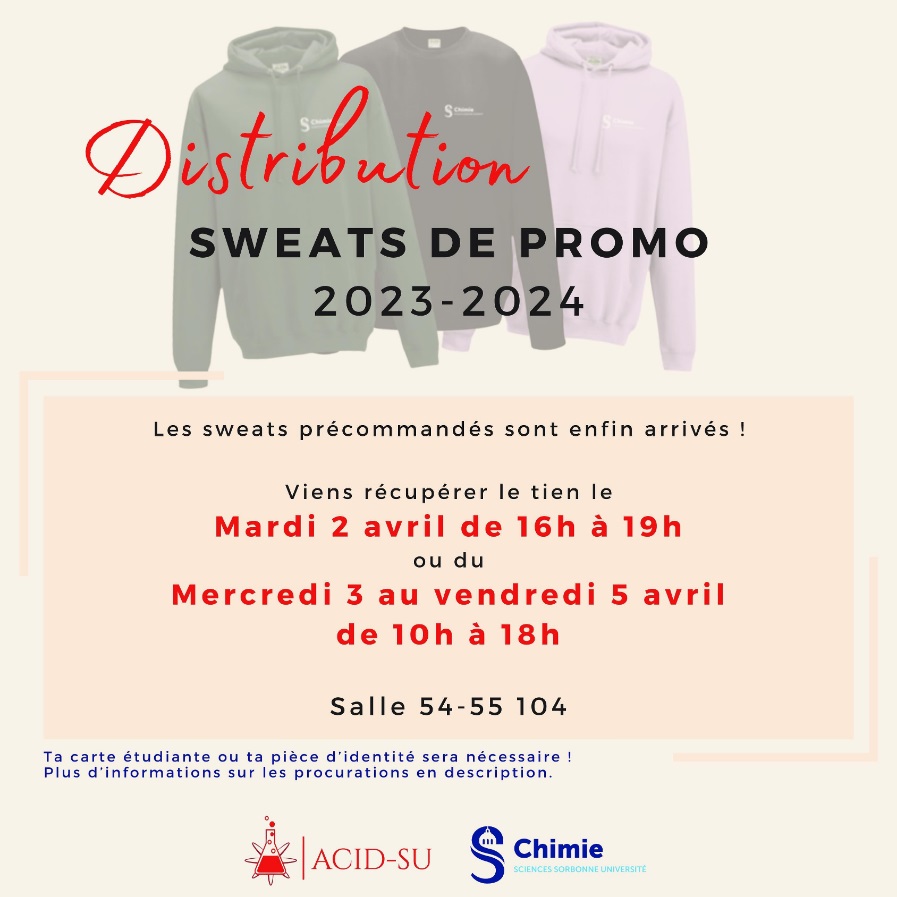 Chimie
Chimie
Distribution
SWEATS DE PROMO
2023-2024
Les sweats précommandés sont enfin arrivés !
Viens récupérer le tien le
Mardi 2 avril de 16h à 19h
ou du
Mercredi 3 au vendredi 5 avril
de 10h à 18h
Salle 54-55 104
Ta carte étudiante ou ta pièce d'identité sera nécessaire !
Plus d'informations sur les procurations en description.
ACID-SU
Chimie
SCIENCES SORBONNE UNIVERSITÉ